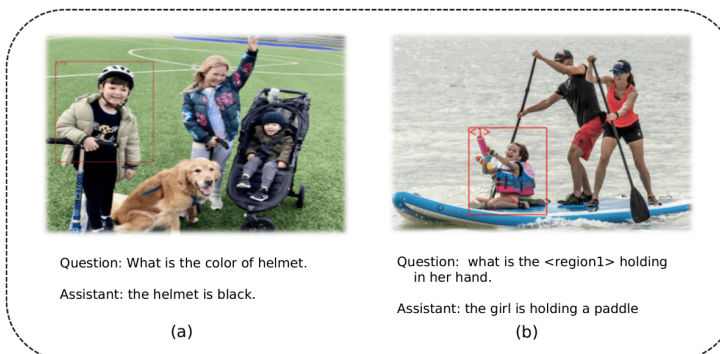 <1>
Question: What is the color of helmet.
Assistant: the helmet is black.
(a)
Question: what is the <region1> holding
in her hand.
Assistant: the girl is holding a paddle
(b)